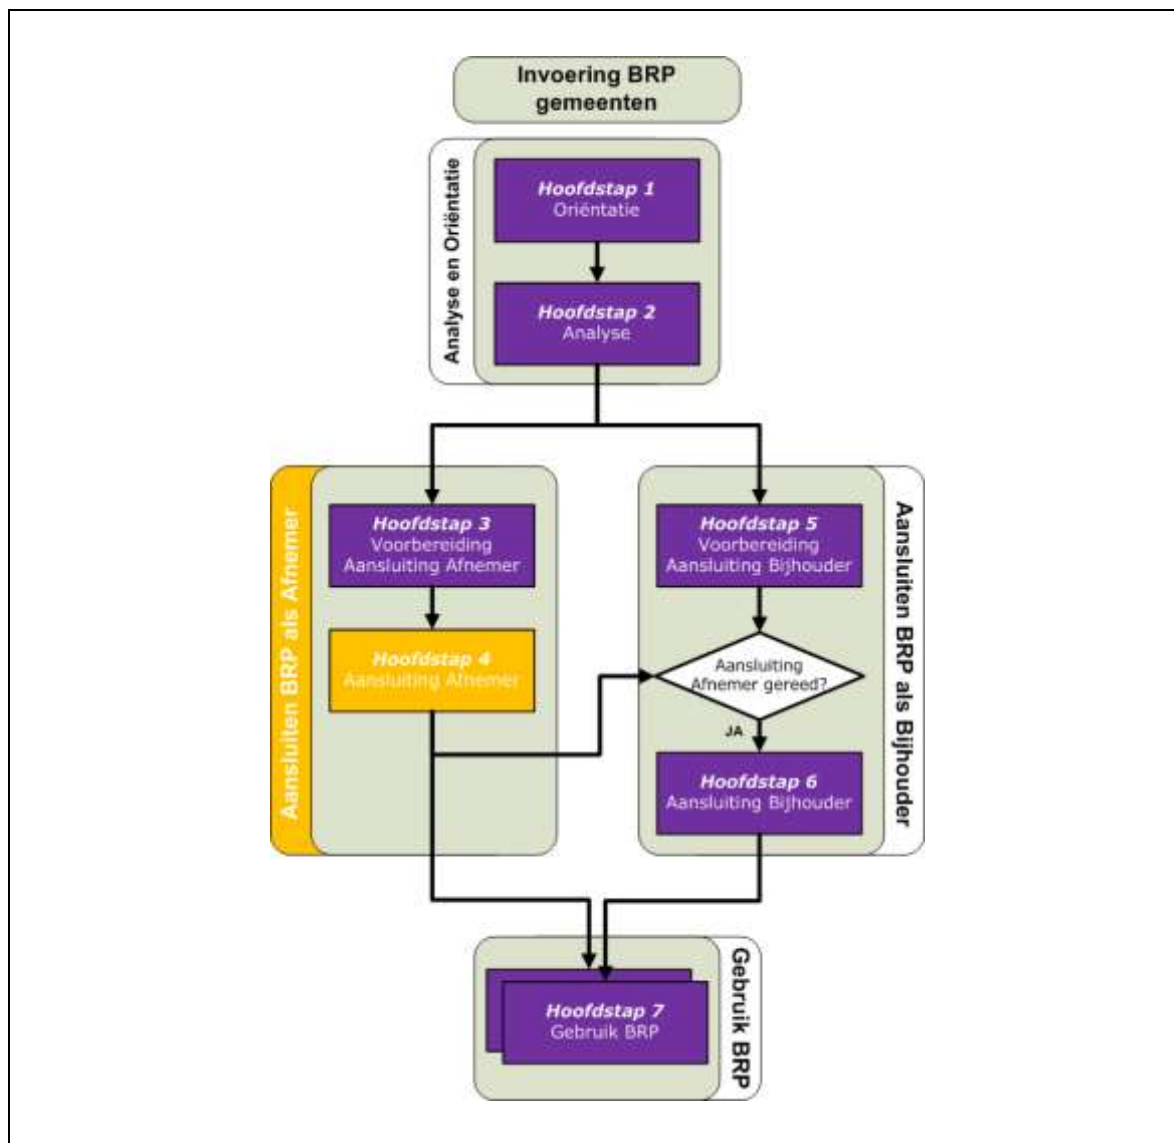 Invoering BRP
gemeenten
Analyse en Oriëntatie
Hoofdstap 1
Oriëntatie
Hoofdstap 2
Analyse
Aansluiten BRP als Afnemer
Hoofdstap 3
Voorbereiding
Aansluiting Afnemer
Hoofdstap 4
Aansluiting Afnemer
Aansluiten BRP als Bijhouder
Hoofdstap 5
Voorbereiding
Aansluiting Bijhouder
Aansluiting
Afnemer gereed?
JA
Hoofdstap 6
Aansluiting Bijhouder
Gebruik BRP
Hoofdstap 7
Gebruik BRP